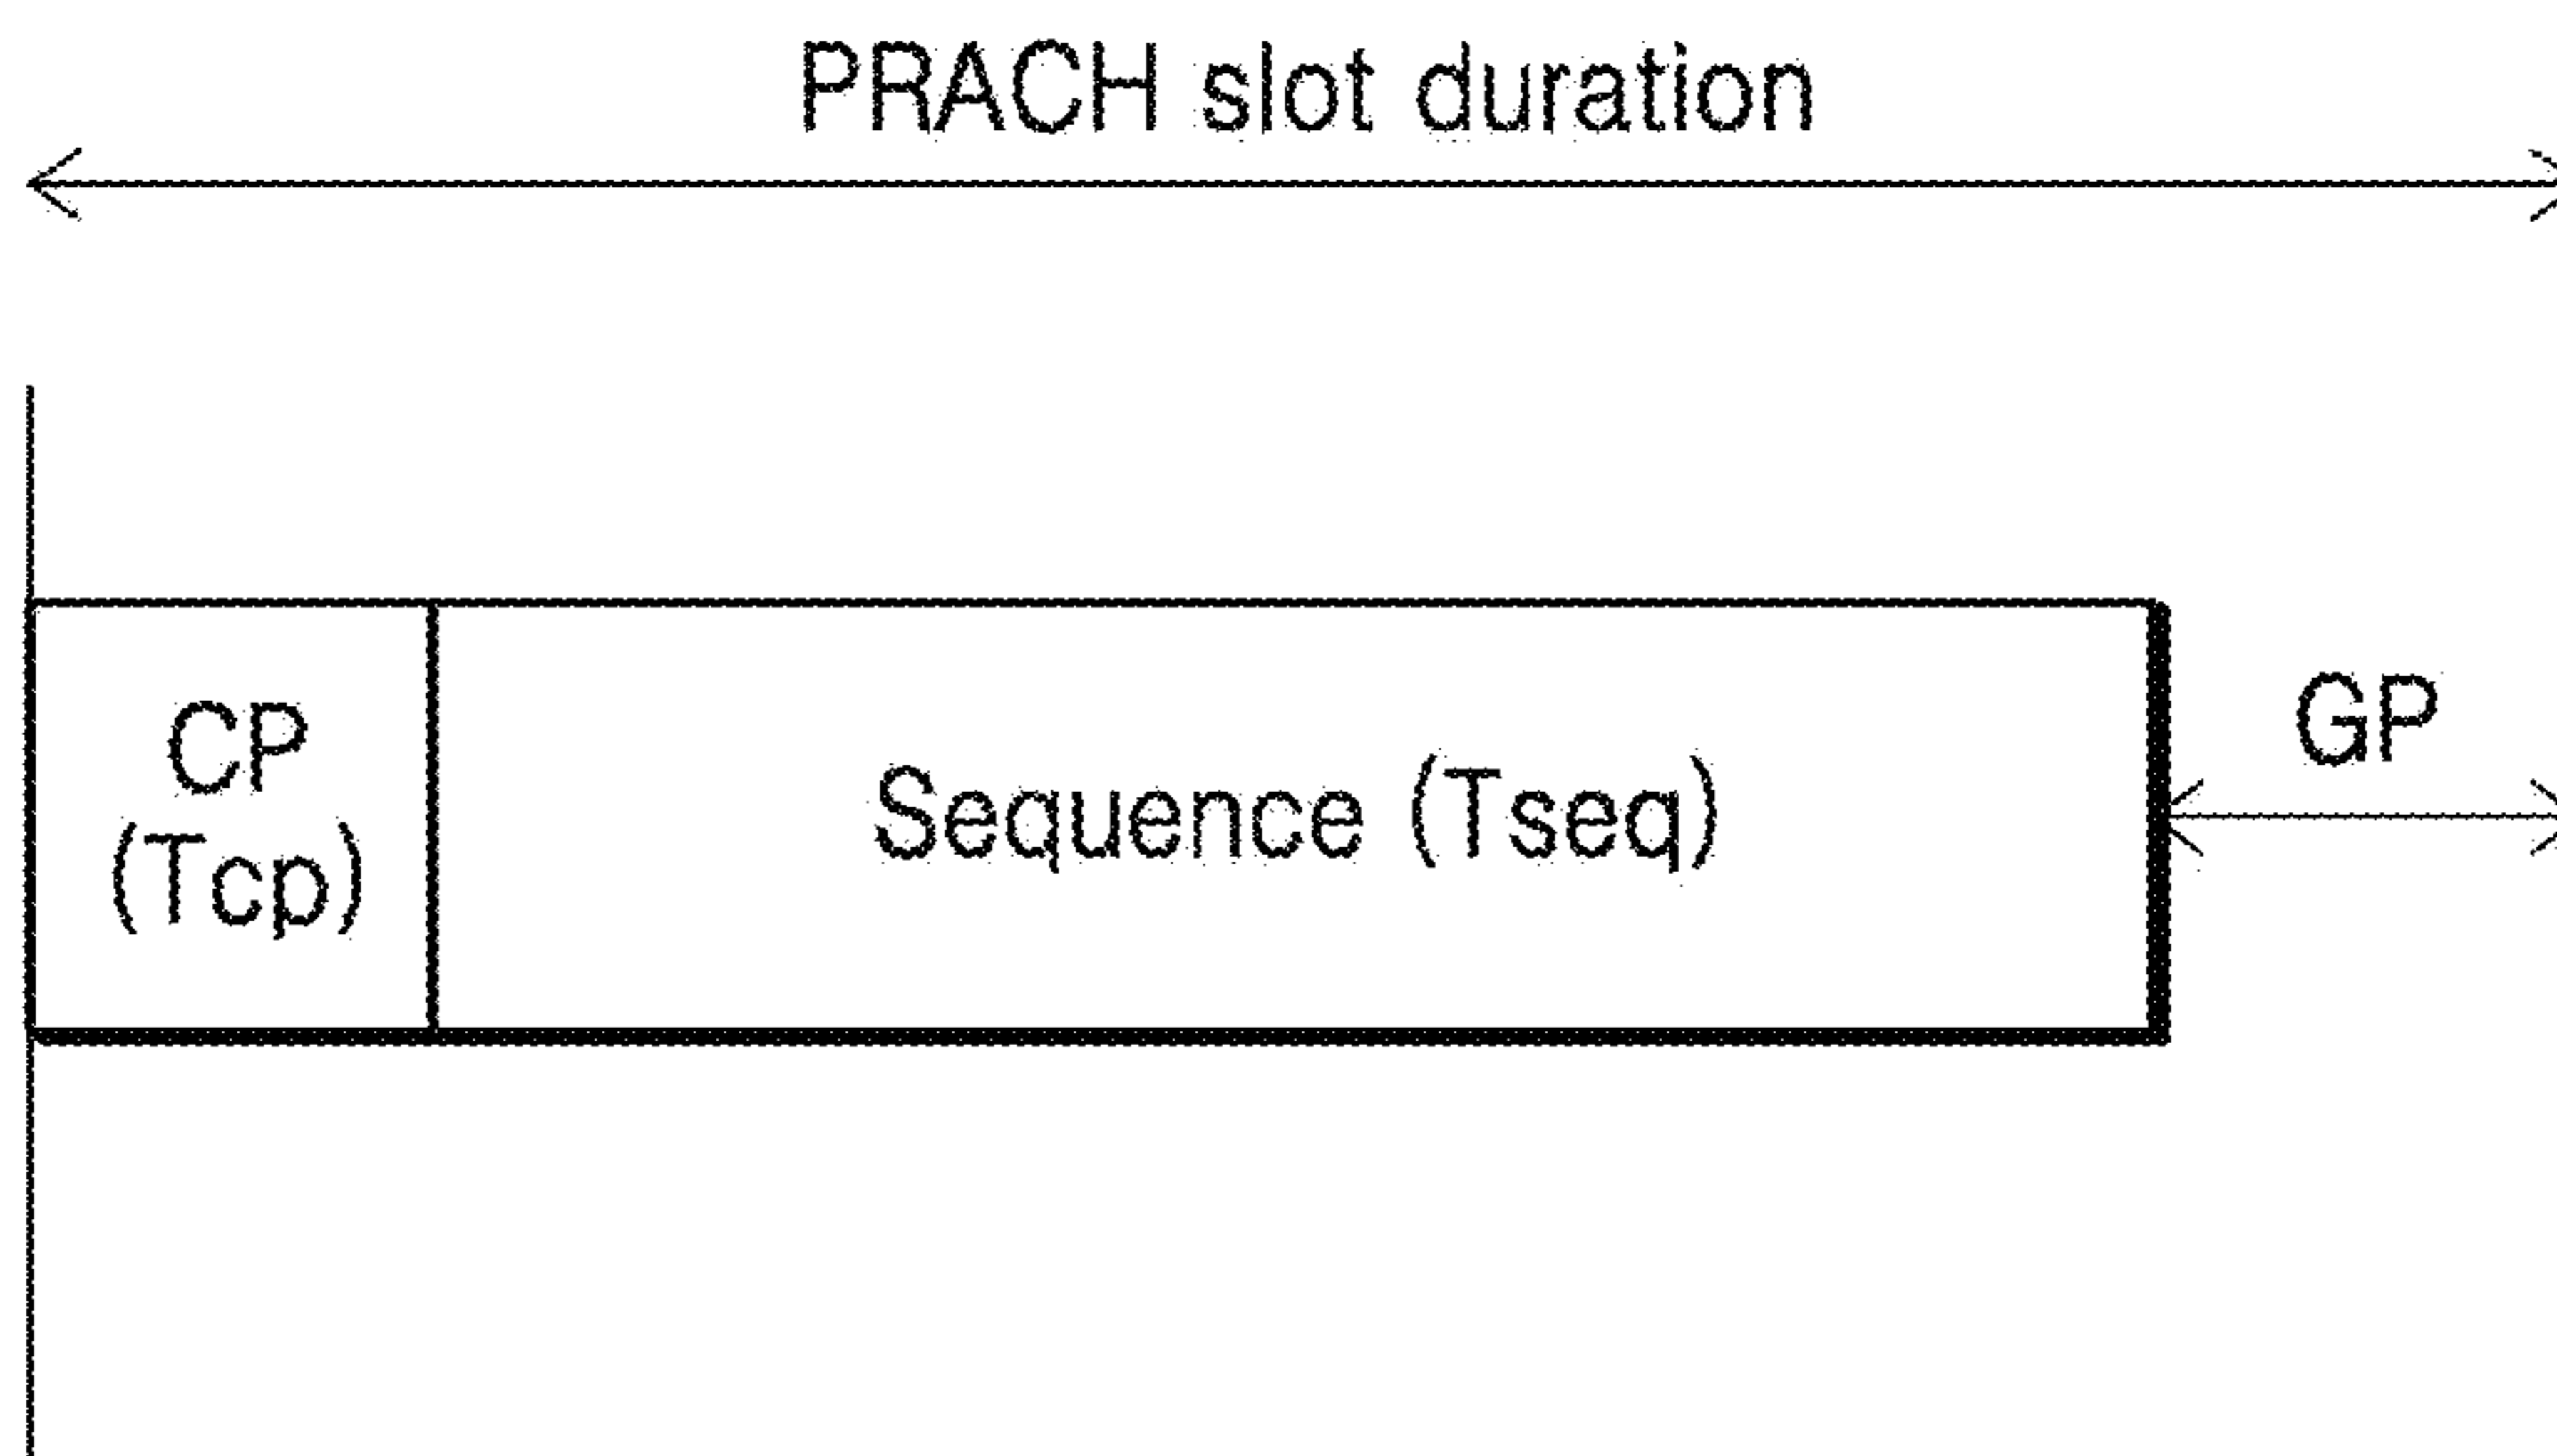 PRACH slot duration
CP
(Tcp)
Sequence (Tseq)
GP